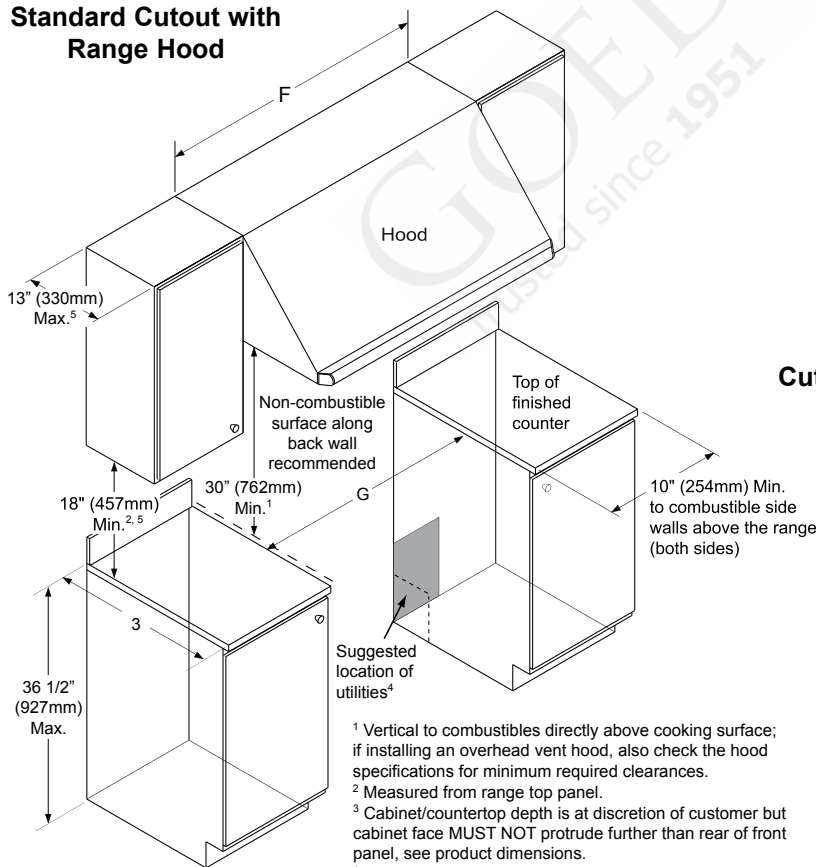 Standard Cutout with
Range Hood
GOED
Trusted since 1951
F
Hood
13” (330mm)
Max.5
Cut
Top of
finished
counter
Non-combustible
surface along
back wall
recommended
18" (457mm)
Min.2, 5
30” (762mm)
Min.1
G
10" (254mm) Min.
to combustible side
walls above the range
(both sides)
3
Suggested
location of
utilities4
36 1/2”
(927mm)
Max.
1 Vertical to combustibles directly above cooking surface;
if installing an overhead vent hood, also check the hood
specifications for minimum required clearances.
2 Measured from range top panel.
3 Cabinet/countertop depth is at discretion of customer but
cabinet face MUST NOT protrude further than rear of front
panel, see product dimensions.